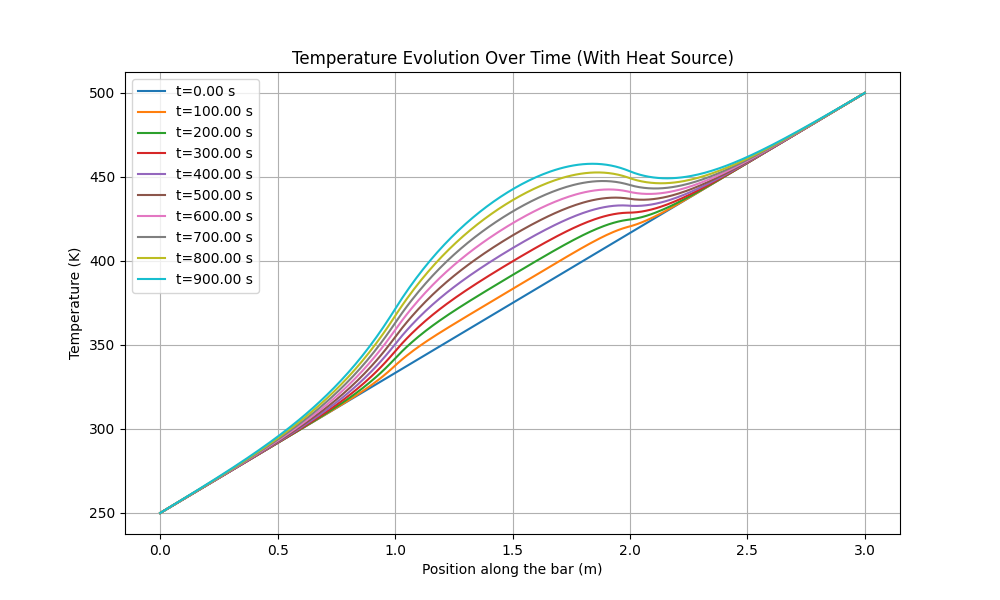 Temperature Evolution Over Time (With Heat Source)
Temperature (K)
500
450
400
350
300
250
t=0.00 s
t=100.00 s
t=200.00 s
t=300.00 s
t=400.00 s
t=500.00 s
t=600.00 s
t=700.00 s
t=800.00 s
t=900.00 s
0.0 0.5 1.0 1.5 2.0 2.5 3.0
Position along the bar (m)